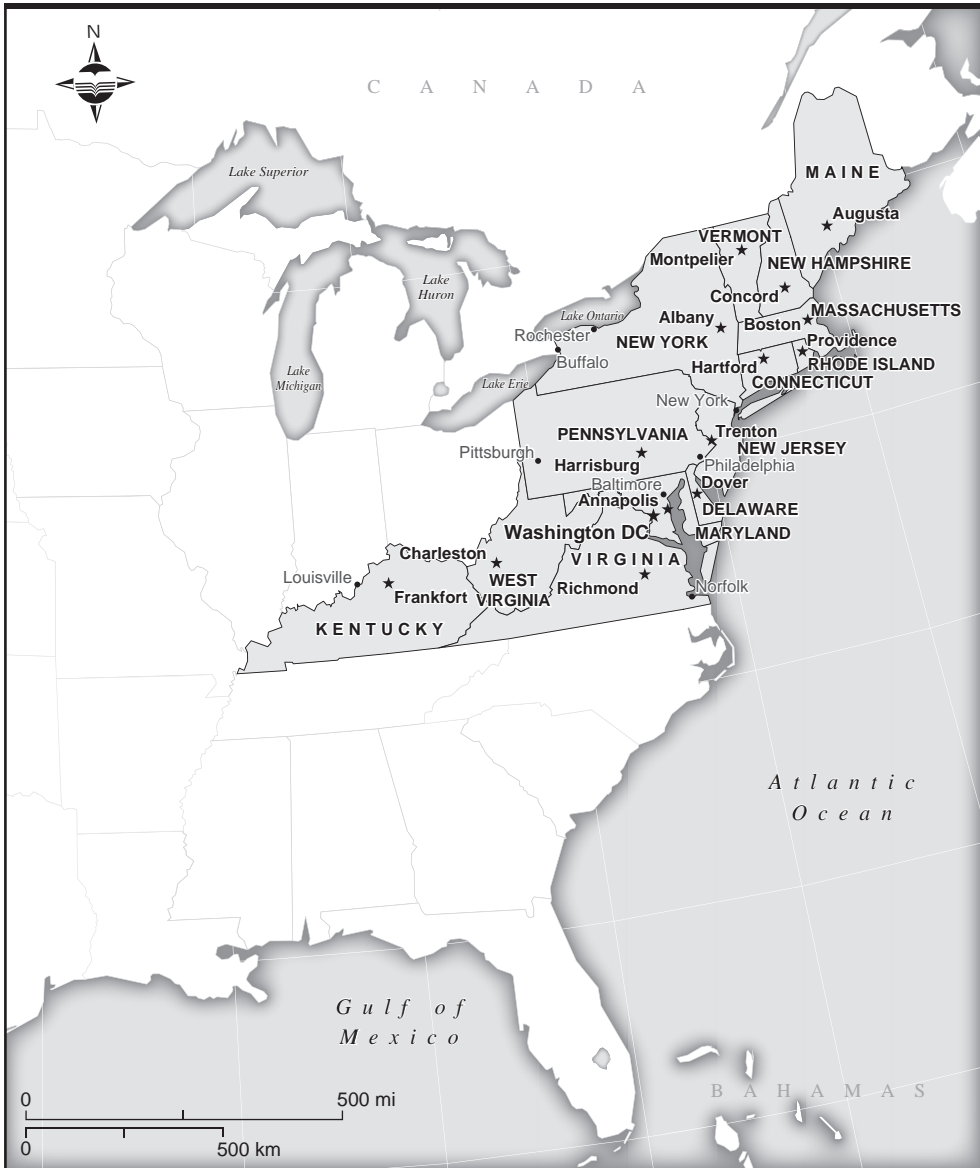 N
C A N A D A
Lake Superior
MAINE
Augusta
VERMONT
Montpelier
NEW HAMPSHIRE
Lake
Huron
Concord
MASSACHUSETTS
Lake Ontario
Albany
Boston
Rochester
NEW YORK
Providence
Buffalo
Hartford
RHODE ISLAND
Lake
Michigan
Lake Erie
CONNECTICUT
New York
PENNSYLVANIA
Trenton
NEW JERSEY
Pittsburgh
Harrisburg
Philadelphia
Baltimore
Dover
Annapolis
DELAWARE
Washington DC
MARYLAND
Charleston
VIRGINIA
Louisville
WEST
VIRGINIA
Richmond
Norfolk
Frankfort
KENTUCKY
Atlantic
Ocean
Gulf of
Mexico
BAHAMAS
0 500 mi
0 500 km